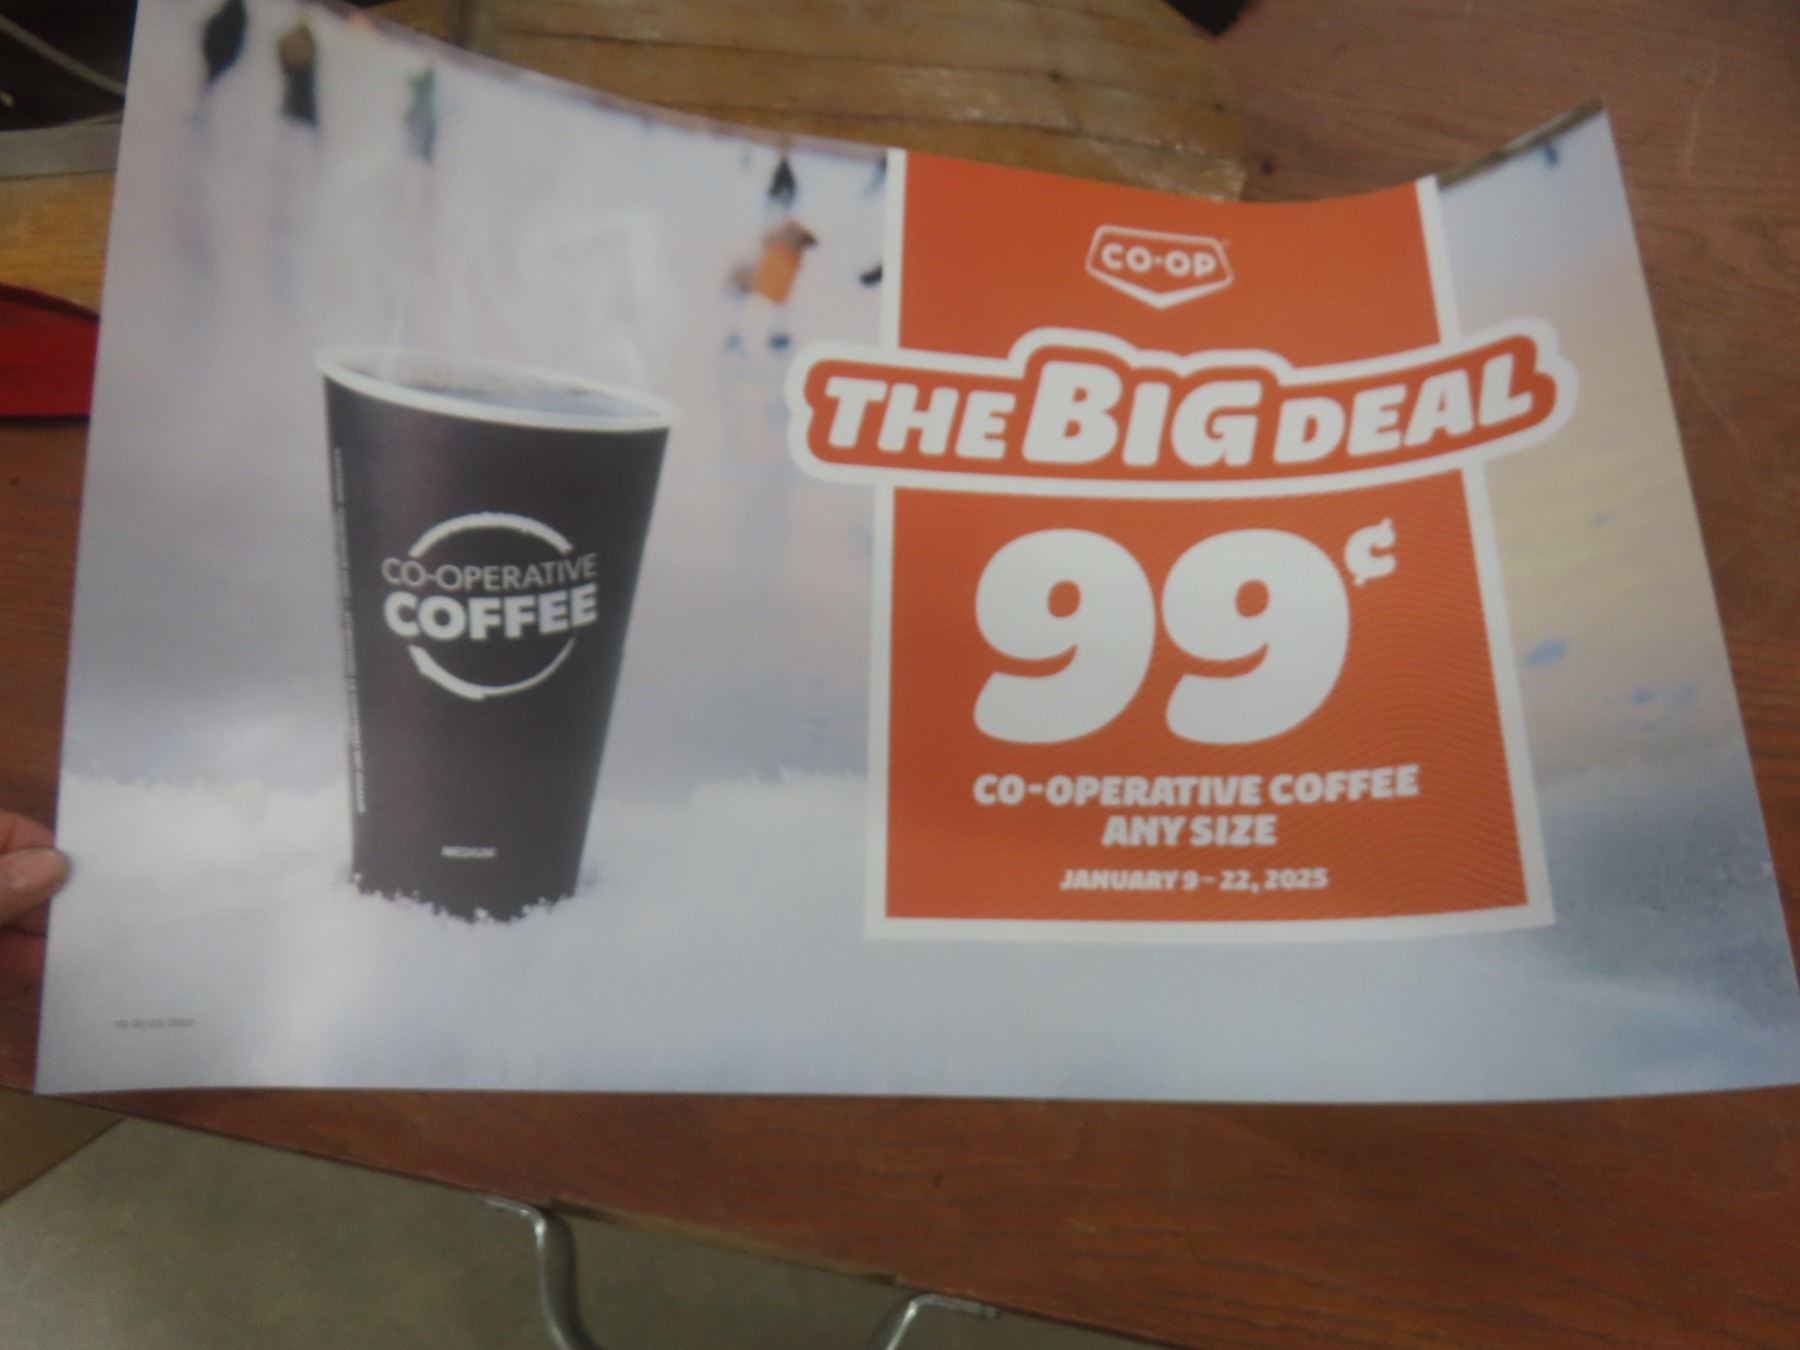 CO-OPERATIVE
COFFEE
MEDIUM
CO-OP
THE BIG DEAL
99¢
CO-OPERATIVE COFFEE
ANY SIZE
JANUARY 9 - 22, 2025